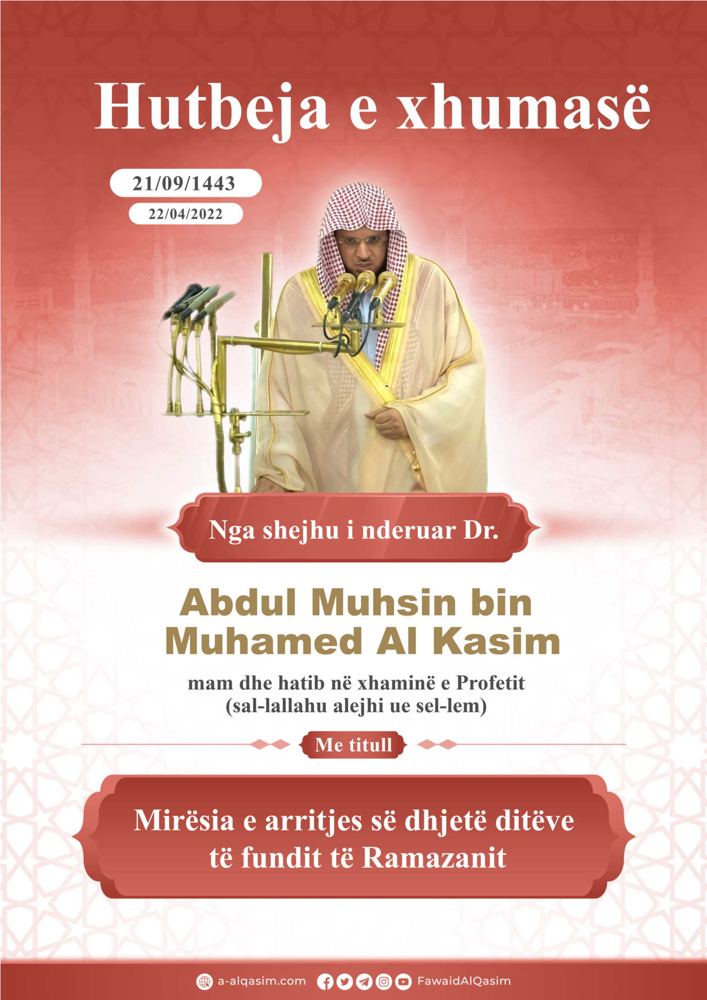 Hutbeja e xhumasë
21/09/1443
22/04/2022
Nga shejhu i nderuar Dr.
Abdul Muhsin bin
Muhamed Al Kasim
mam dhe hatib në xhaminë e Profetit
(sal-lallahu alejhi ue sel-lem)
Me titull
Mirësia e arritjes së dhjetë ditëve
të fundit të Ramazanit
a-alqasim.com FawaidAlQasim